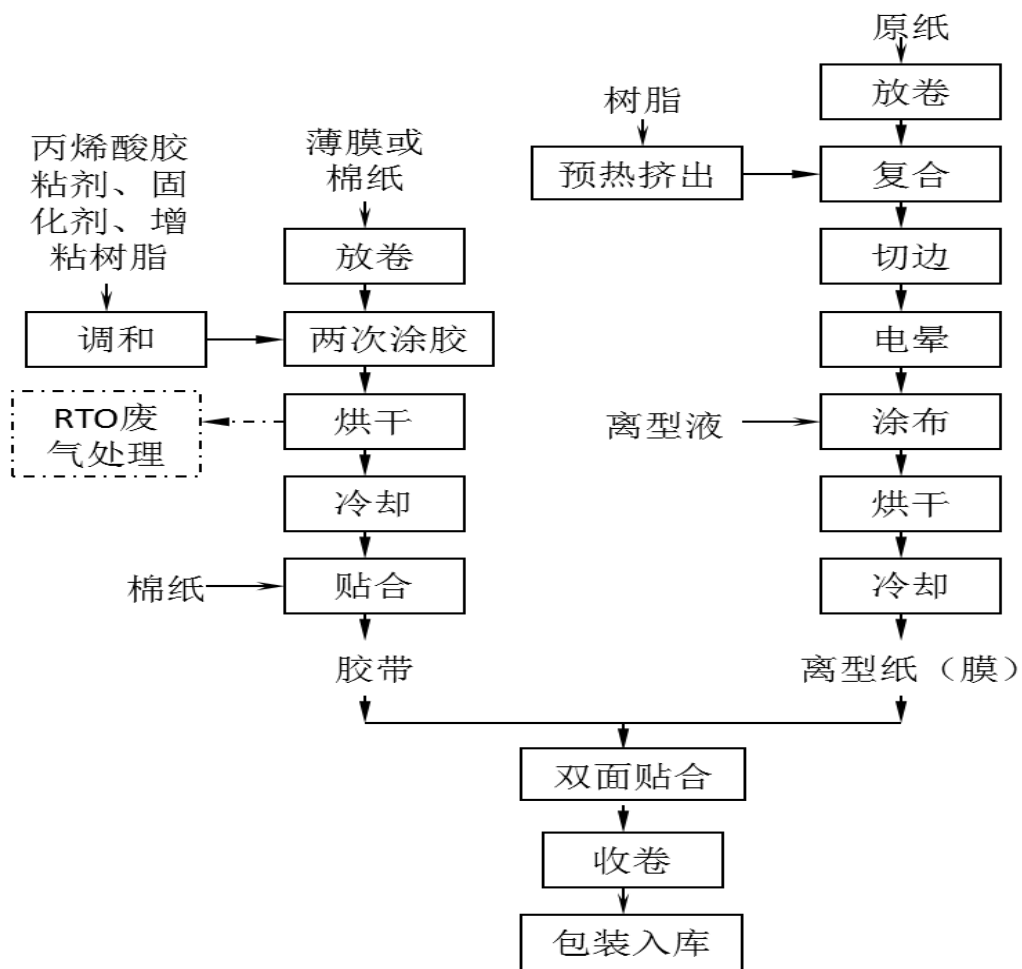 原纸
放卷
树脂
预热挤出
复合
切边
电晕
离型液
涂布
烘干
冷却
离型纸（膜）
丙烯酸胶
粘剂、固
化剂、增
粘树脂
调和
薄膜或
棉纸
放卷
两次涂胶
烘干
RTO废
气处理
冷却
棉纸
贴合
胶带
双面贴合
收卷
包装入库